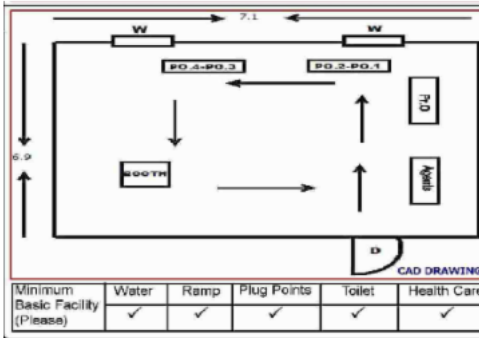 7.1
W W
PO.4-PO.3 PO.2-PO.1
Pr.O
6.9
BOOTH
Agents
D
CAD DRAWING
Minimum Basic Facility (Please) Water Ramp Plug Points Toilet Health Care
✓ ✓ ✓ ✓ ✓